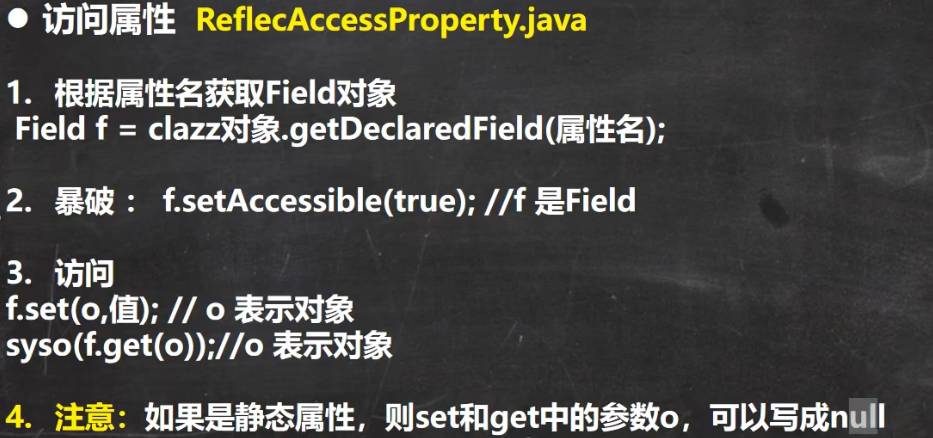 ● 访问属性 ReflecAccessProperty.java
1. 根据属性名获取Field对象
Field f = clazz对象.getDeclaredField(属性名);
2. 暴破 : f.setAccessible(true); //f 是Field
3. 访问
f.set(o,值); // o 表示对象
syso(f.get(o));//o 表示对象
4. 注意：如果是静态属性，则set和get中的参数o，可以写成null